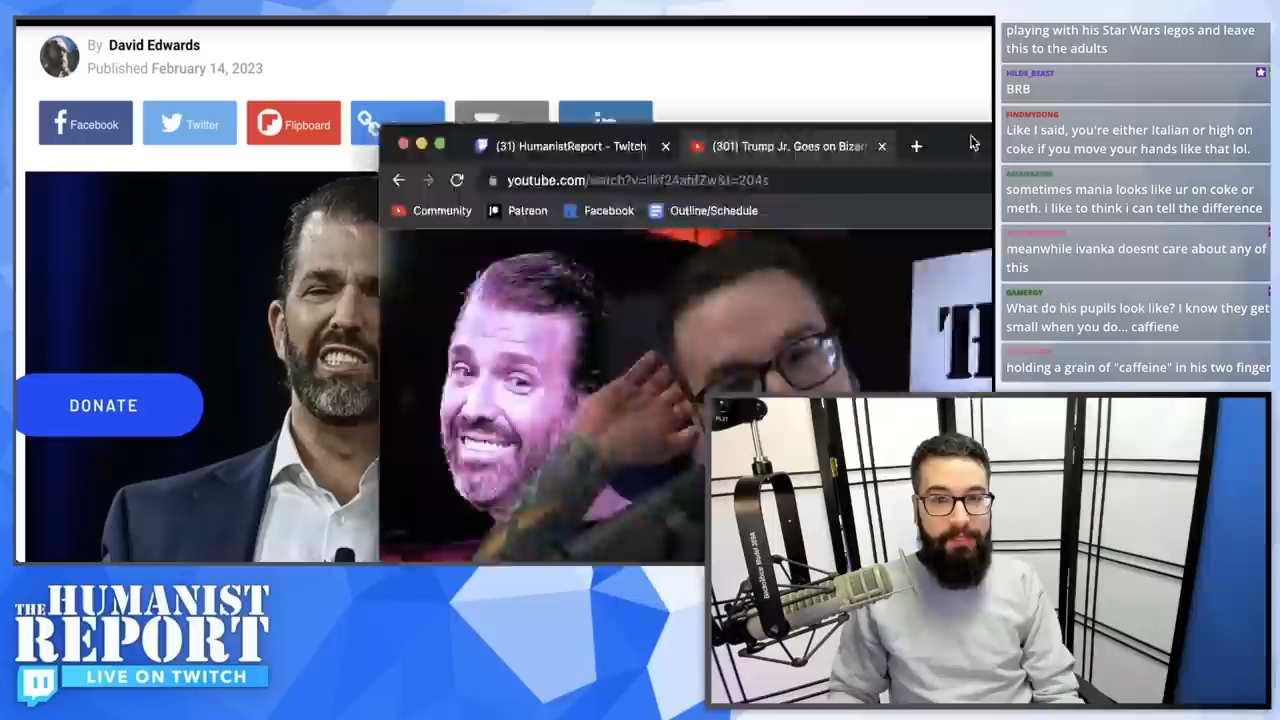 By David Edwards
Published February 14, 2023
Facebook
Twitter
Flipboard
in
(31) HumanistReport - Twitch
(301) Trump Jr. Goes on Bizar
youtube.com
Community
Patreon
Facebook
Outline/Schedule
DONATE
playing with his Star Wars legos and leave
this to the adults
HILDE_BEAST
BRB
FINDMYDONG
Like I said, you're either Italian or high on
coke if you move your hands like that lol.
sometimes mania looks like ur on coke or
meth. i like to think i can tell the difference
meanwhile ivanka doesnt care about any of
this
GAMERGY
What do his pupils look like? I know they get
small when you do... caffiene
holding a grain of "caffeine" in his two finger
THE
HUMANIST
REPORT
LIVE ON TWITCH